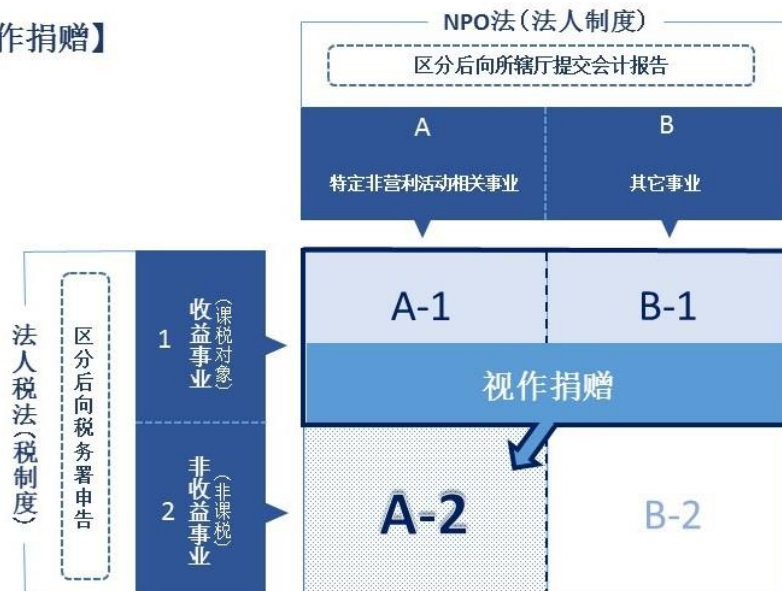 作捐赠】
NPO法(法人制度)
区分后向所辖厅提交会计报告
A
B
特定非营利活动相关事业
其它事业
法人税法(税制度)
区分后向税务署申告
1
收益事业
(课税对象)
A-1
B-1
视作捐赠
2
非收益事业
(非课税)
A-2
B-2